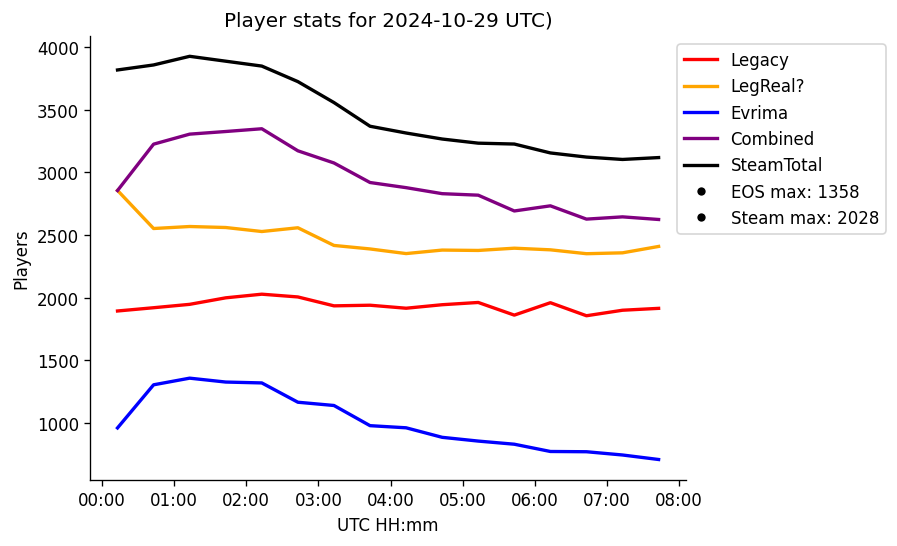 Player stats for 2024-10-29 UTC)
4000
3500
3000
2500
2000
1500
1000
Players
00:00 01:00 02:00 03:00 04:00 05:00 06:00 07:00 08:00
UTC HH:mm
Legacy
LegReal?
Evrima
Combined
SteamTotal
EOS max: 1358
Steam max: 2028